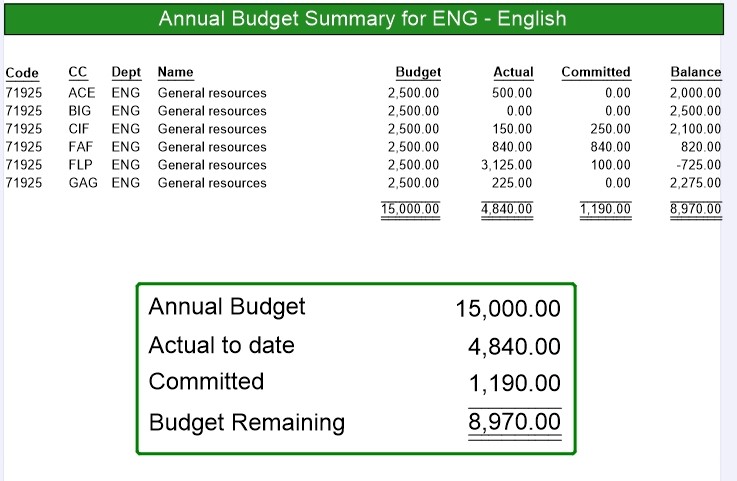 Annual Budget Summary for ENG - English
Code CC Dept Name Budget Actual Committed Balance
71925 ACE ENG General resources 2,500.00 500.00 0.00 2,000.00
71925 BIG ENG General resources 2,500.00 0.00 0.00 2,500.00
71925 CIF ENG General resources 2,500.00 150.00 250.00 2,100.00
71925 FAF ENG General resources 2,500.00 840.00 840.00 820.00
71925 FLP ENG General resources 2,500.00 3,125.00 100.00 -725.00
71925 GAG ENG General resources 2,500.00 225.00 0.00 2,275.00
15,000.00 4,840.00 1,190.00 8,970.00
Annual Budget 15,000.00
Actual to date 4,840.00
Committed 1,190.00
Budget Remaining 8,970.00